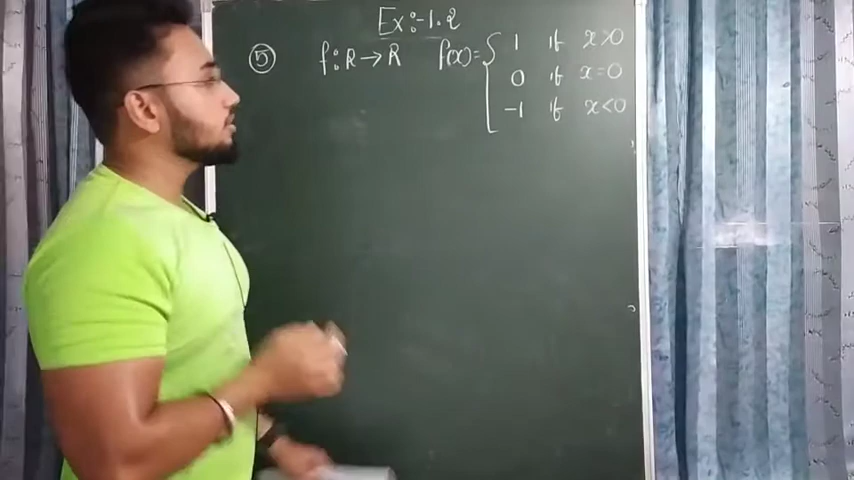 Ex:-1.2
⑤ f:R→R f(x)={ 1 if x>0
0 if x=0
-1 if x<0